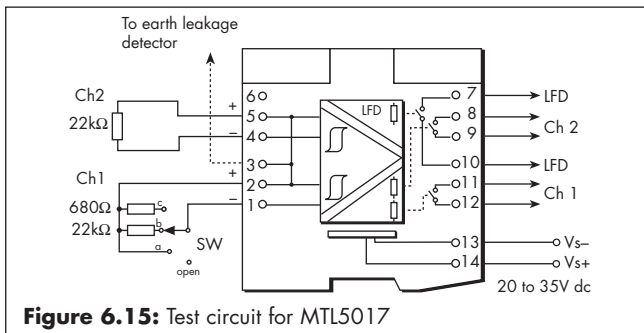 To earth leakage
detector
Ch2
22kΩ
+
−
6
5
4
3
2
1
Ch1
+
−
680Ω
22kΩ
c
b
a
SW
open
LFD
7
8
9
10
11
12
13
14
LFD
Ch 2
LFD
Ch 1
Vs−
Vs+
20 to 35V dc
Figure 6.15: Test circuit for MTL5017